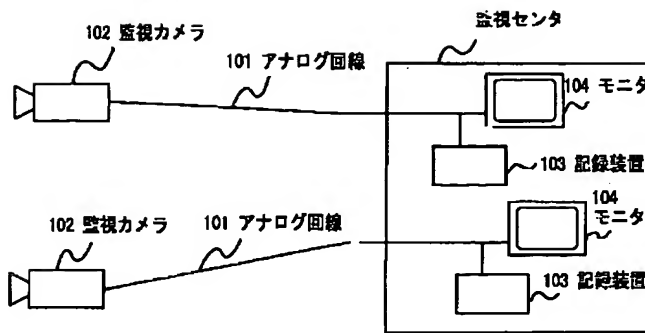 102 監視カメラ
101 アナログ回線
監視センタ
104 モニタ
103 記録装置
102 監視カメラ
101 アナログ回線
104
モニタ
103 記録装置